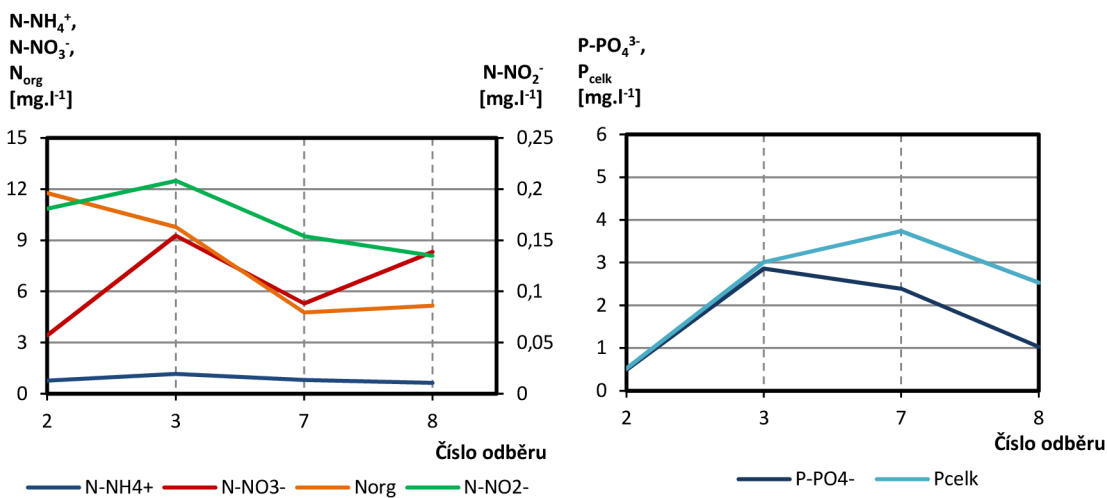 N-NH₄⁺,
N-NO₃⁻,
Norg
[mg.l⁻¹]
N-NO₂⁻
[mg.l⁻¹]
15
12
9
6
3
0
0,25
0,2
0,15
0,1
0,05
0
2 3 7 8
Číslo odběru
N-NH4+ N-NO3- Norg N-NO2-
P-PO₄³⁻,
Pcelk
[mg.l⁻¹]
6
5
4
3
2
1
0
2 3 7 8
Číslo odběru
P-PO4- Pcelk